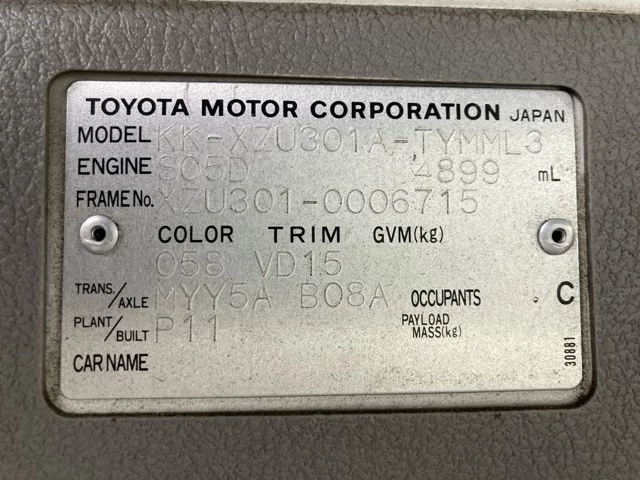 TOYOTA MOTOR CORPORATION JAPAN
MODEL KK-XZU301A-TYMML3
ENGINE S05D 4899 mL
FRAME No. XZU301-0006715
COLOR TRIM GVM(kg)
058 VD15
TRANS./AXLE MYY5A B08A OCCUPANTS C
PLANT/BUILT P11 PAYLOAD MASS(kg)
CAR NAME
30881